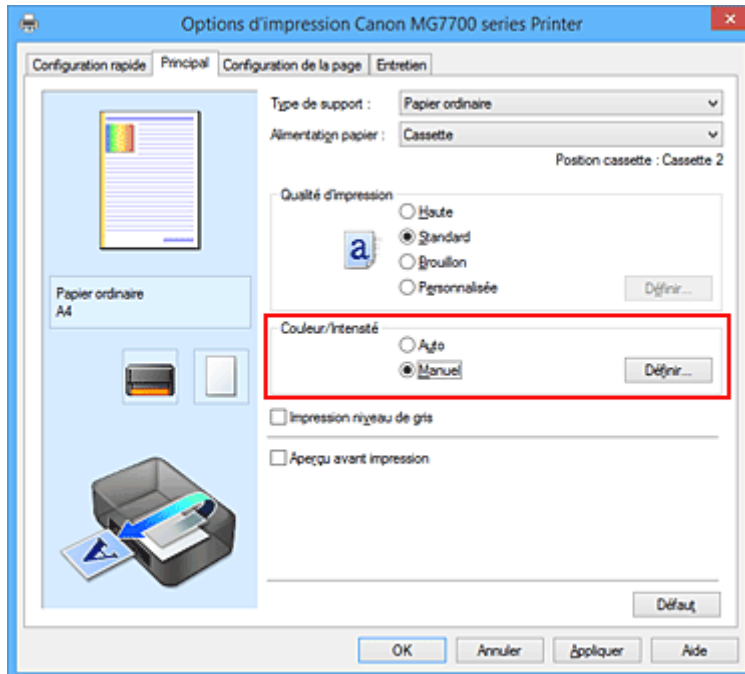 Options d'impression Canon MG7700 series Printer
Configuration rapide Principal Configuration de la page Entretien
Type de support : Papier ordinaire
Alimentation papier : Cassette
Postion cassette : Cassette 2
Qualité d'impression
Haute
a Standard
Brouillon
Personnalisée Définir...
Papier ordinaire
A4
Couleur/Intensité
Auto
Manuel Définir...
Impression niveau de gris
Aperçu avant impression
A
Défaut
OK Annuler Appliquer Aide